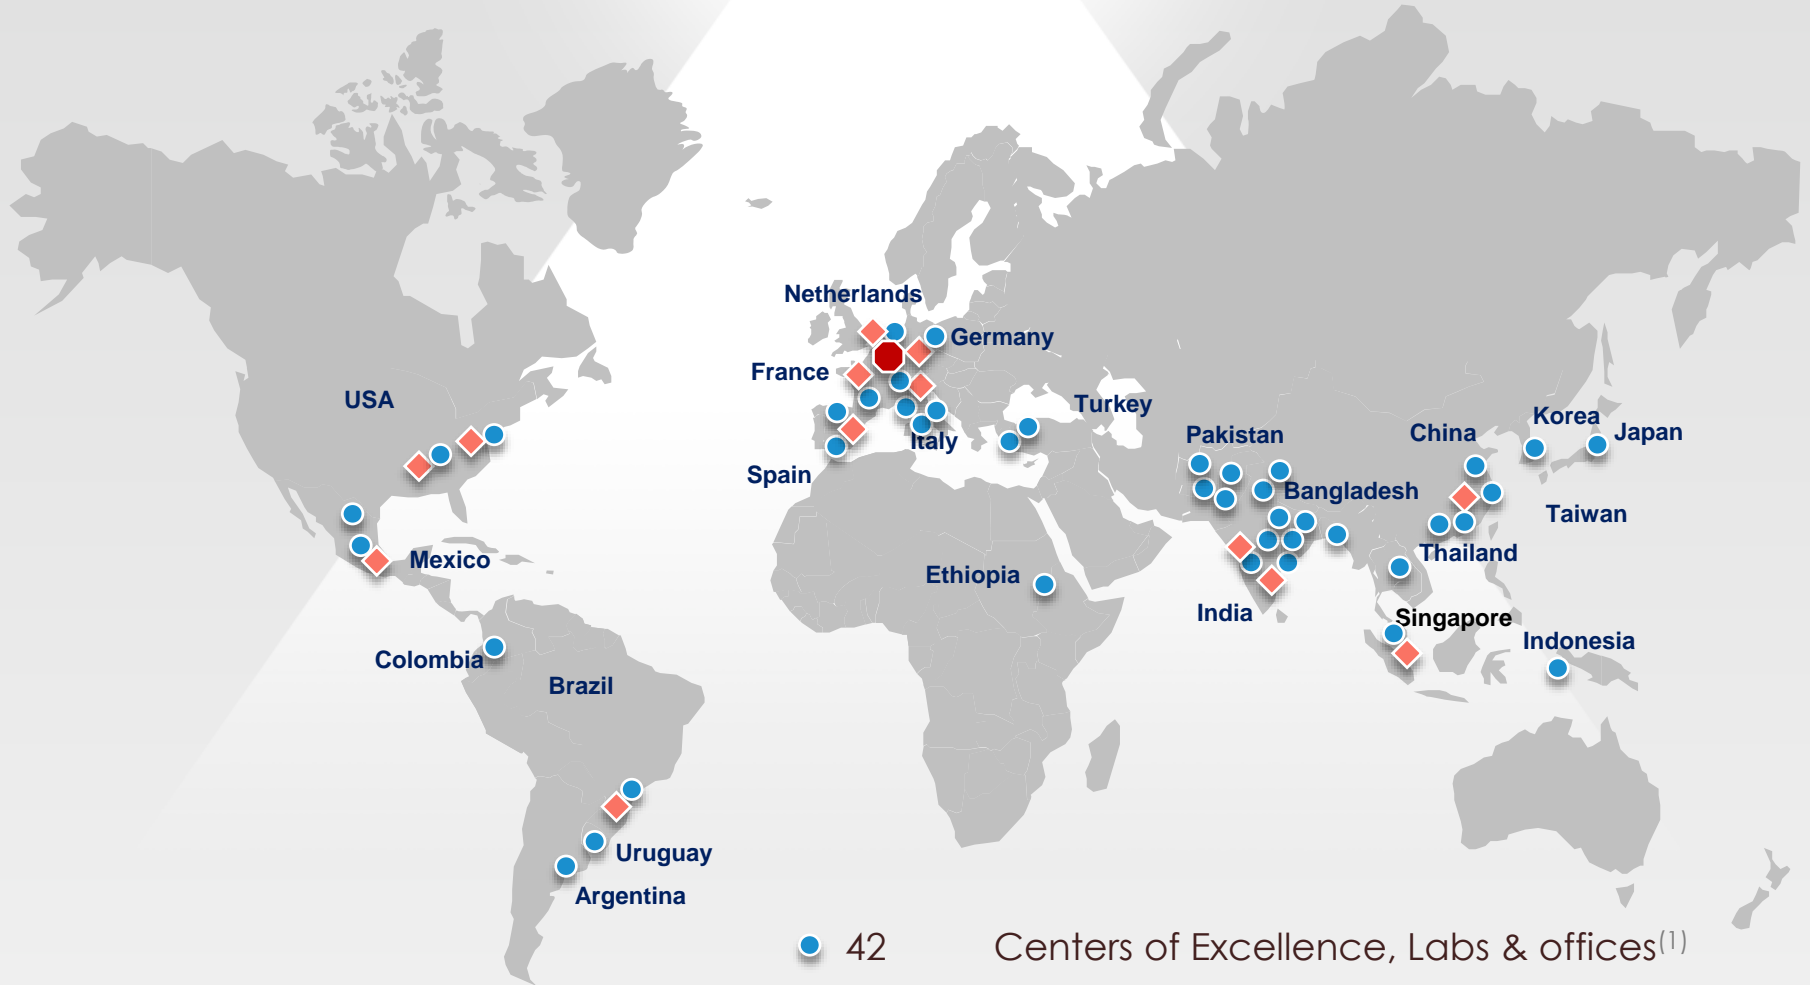 Netherlands
Germany
France
USA
Turkey
Korea
Japan
Pakistan
China
Italy
Spain
Bangladesh
Taiwan
Thailand
Mexico
Ethiopia
India
Singapore
Indonesia
Colombia
Brazil
Uruguay
Argentina
42 Centers of Excellence, Labs & offices(1)